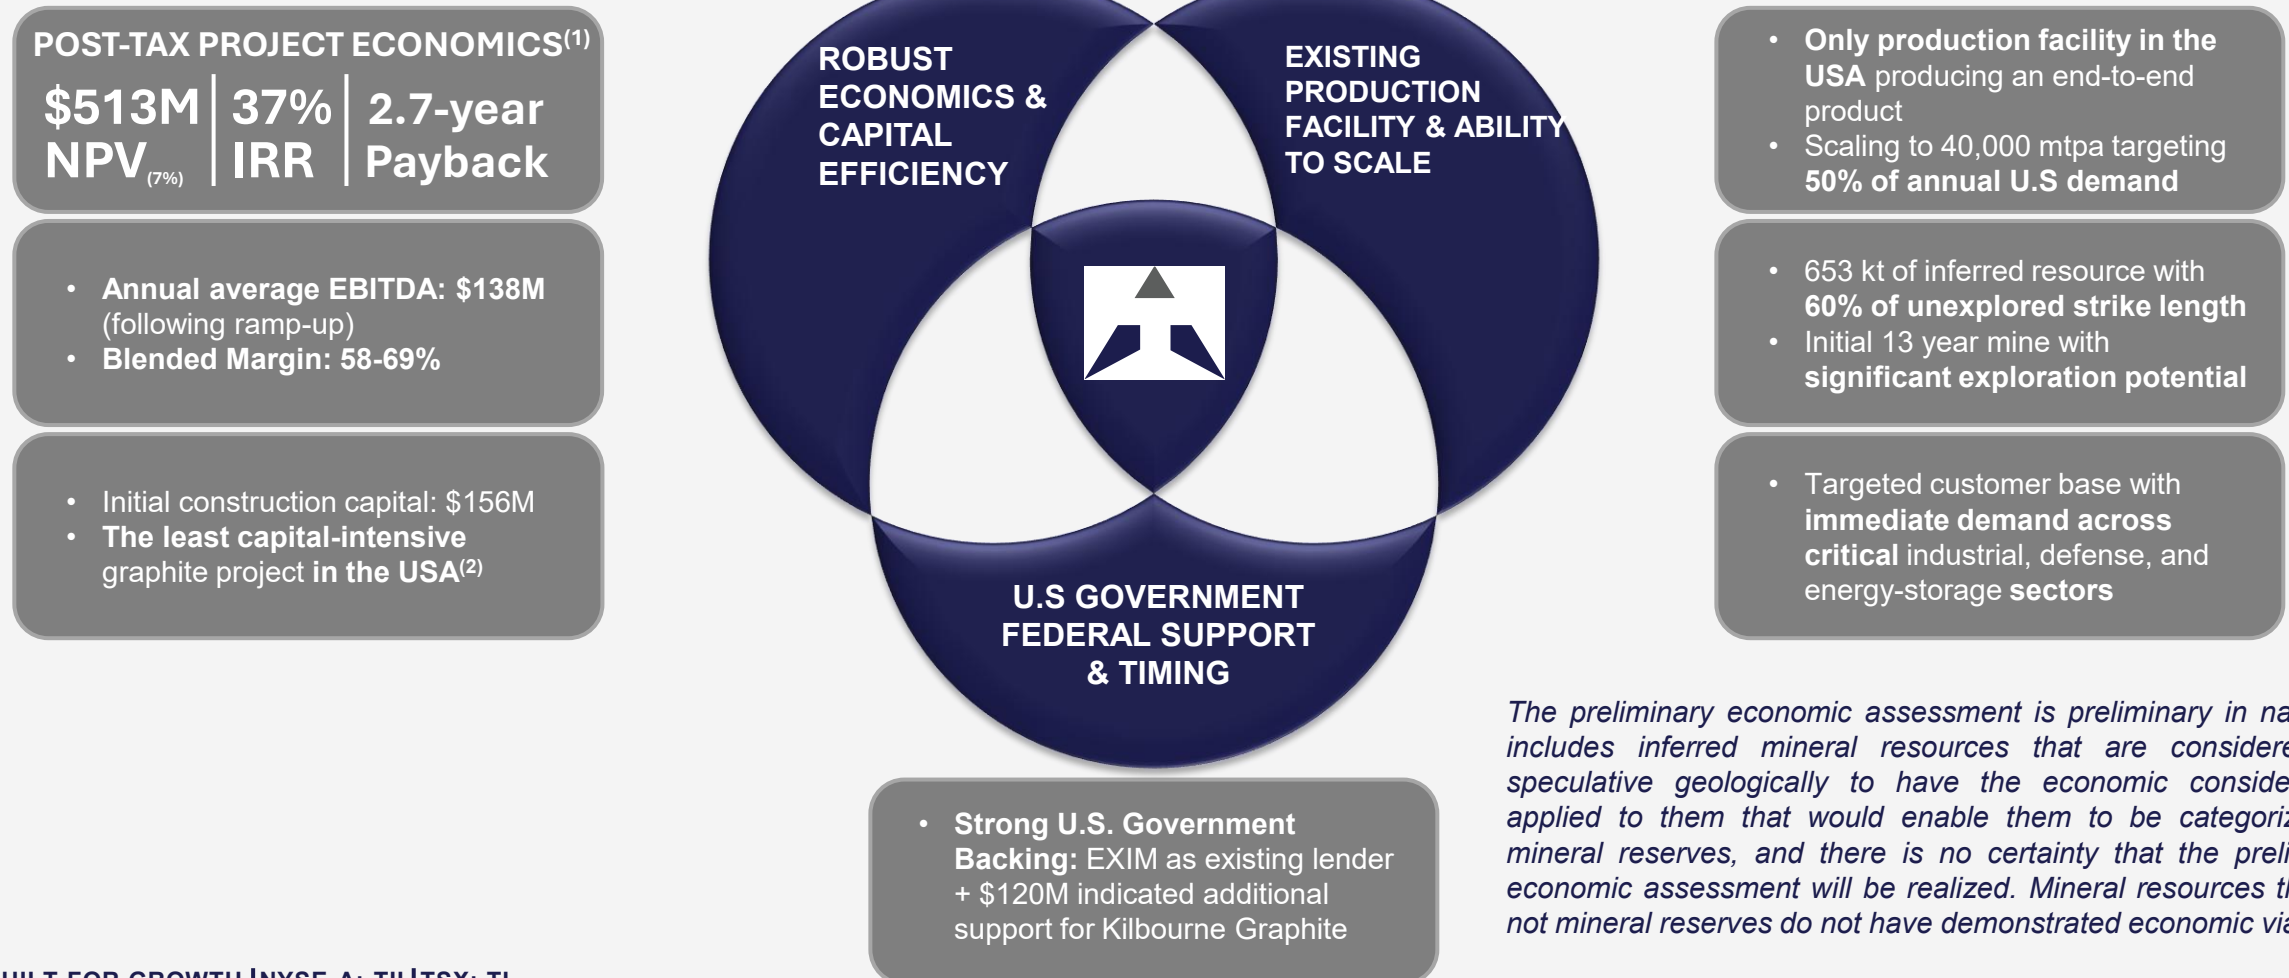 POST-TAX PROJECT ECONOMICS(1)
$513M
NPV(7%)
37%
IRR
2.7-year
Payback
• Annual average EBITDA: $138M
(following ramp-up)
• Blended Margin: 58-69%
• Initial construction capital: $156M
• The least capital-intensive
graphite project in the USA(2)
ROBUST
ECONOMICS &
CAPITAL
EFFICIENCY
EXISTING
PRODUCTION
FACILITY & ABILITY
TO SCALE
U.S GOVERNMENT
FEDERAL SUPPORT
& TIMING
• Strong U.S. Government
Backing: EXIM as existing lender
+ $120M indicated additional
support for Kilbourne Graphite
• Only production facility in the
USA producing an end-to-end
product
• Scaling to 40,000 mtpa targeting
50% of annual U.S demand
• 653 kt of inferred resource with
60% of unexplored strike length
• Initial 13 year mine with
significant exploration potential
• Targeted customer base with
immediate demand across
critical industrial, defense, and
energy-storage sectors
The preliminary economic assessment is preliminary in
includes inferred mineral resources that are
speculative geologically to have the economic
applied to them that would enable them to be
mineral reserves, and there is no certainty that the
economic assessment will be realized. Mineral resources
not mineral reserves do not have demonstrated economic
FOR GROWTH | NYSE-A: TII | TSX: TI